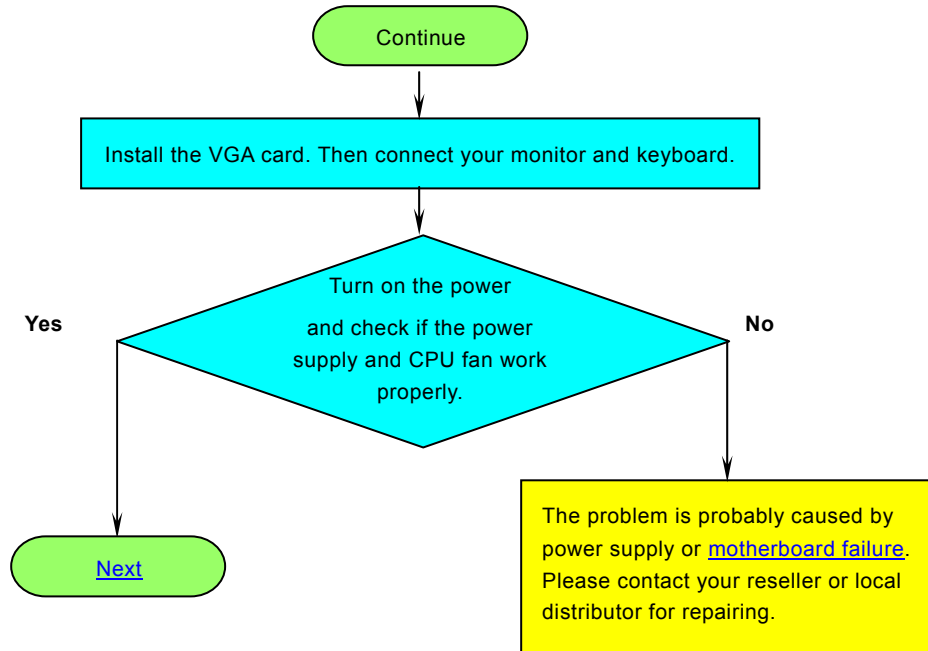 Continue
Install the VGA card. Then connect your monitor and keyboard.
Turn on the power
and check if the power
supply and CPU fan work
properly.
Yes
No
The problem is probably caused by
power supply or motherboard failure.
Please contact your reseller or local
distributor for repairing.
Next